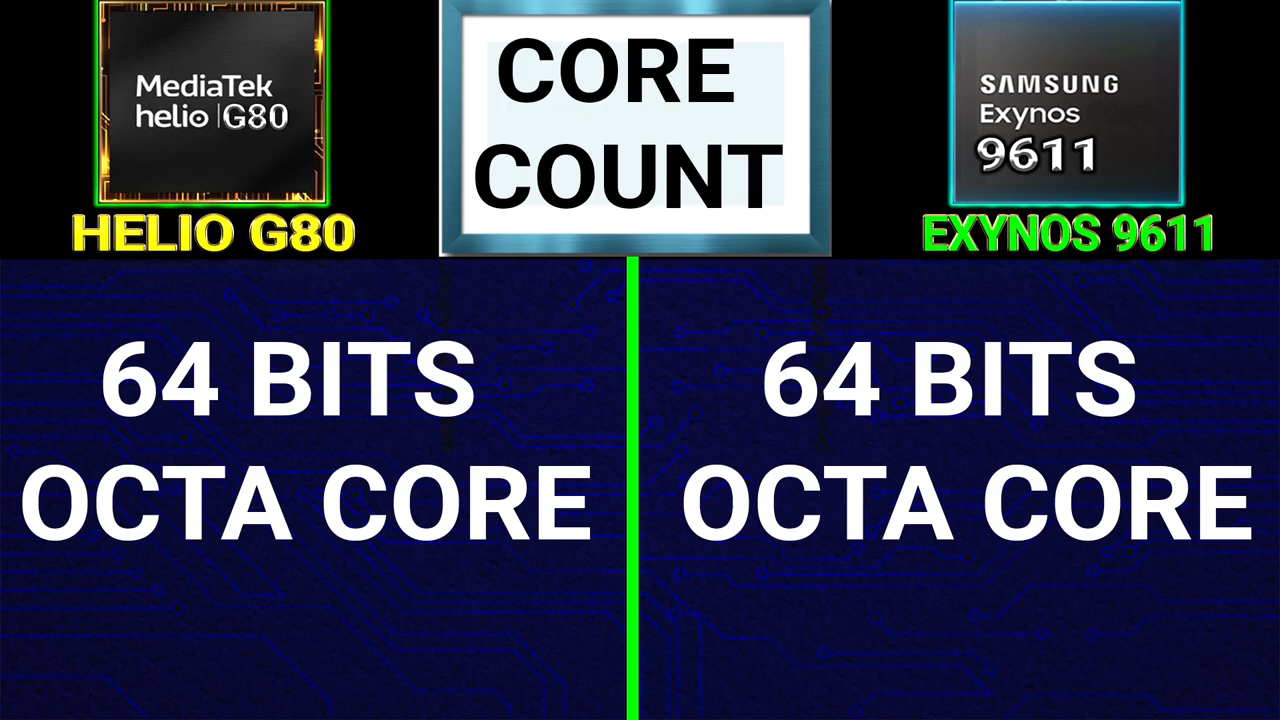 MediaTek
helio G80
HELIO G80
CORE
COUNT
SAMSUNG
Exynos
9611
EXYNOS 9611
64 BITS
OCTA CORE
64 BITS
OCTA CORE